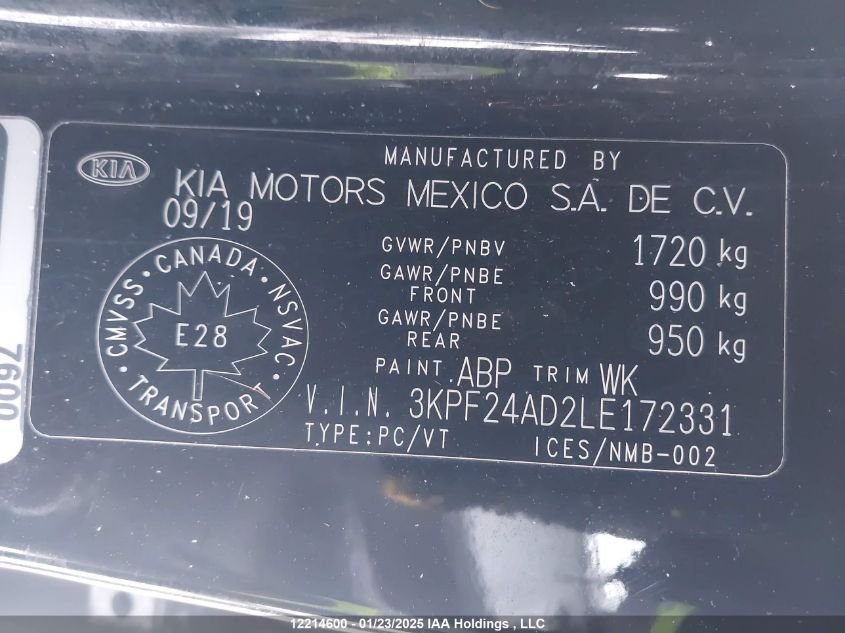 MANUFACTURED BY
KIA
KIA MOTORS MEXICO S.A. DE C.V.
09/19
GVWR/PNBV 1720 kg
GAWR/PNBE
FRONT 990 kg
GAWR/PNBE
REAR 950 kg
CMVSS • CANADA • NSVAC • TRANSPORT •
E28
PAINT ABP TRIM WK
V.I.N. 3KPF24AD2LE172331
TYPE:PC/VT ICES/NMB-002
0092
12214600 - 01/23/2025 IAA Holdings , LLC